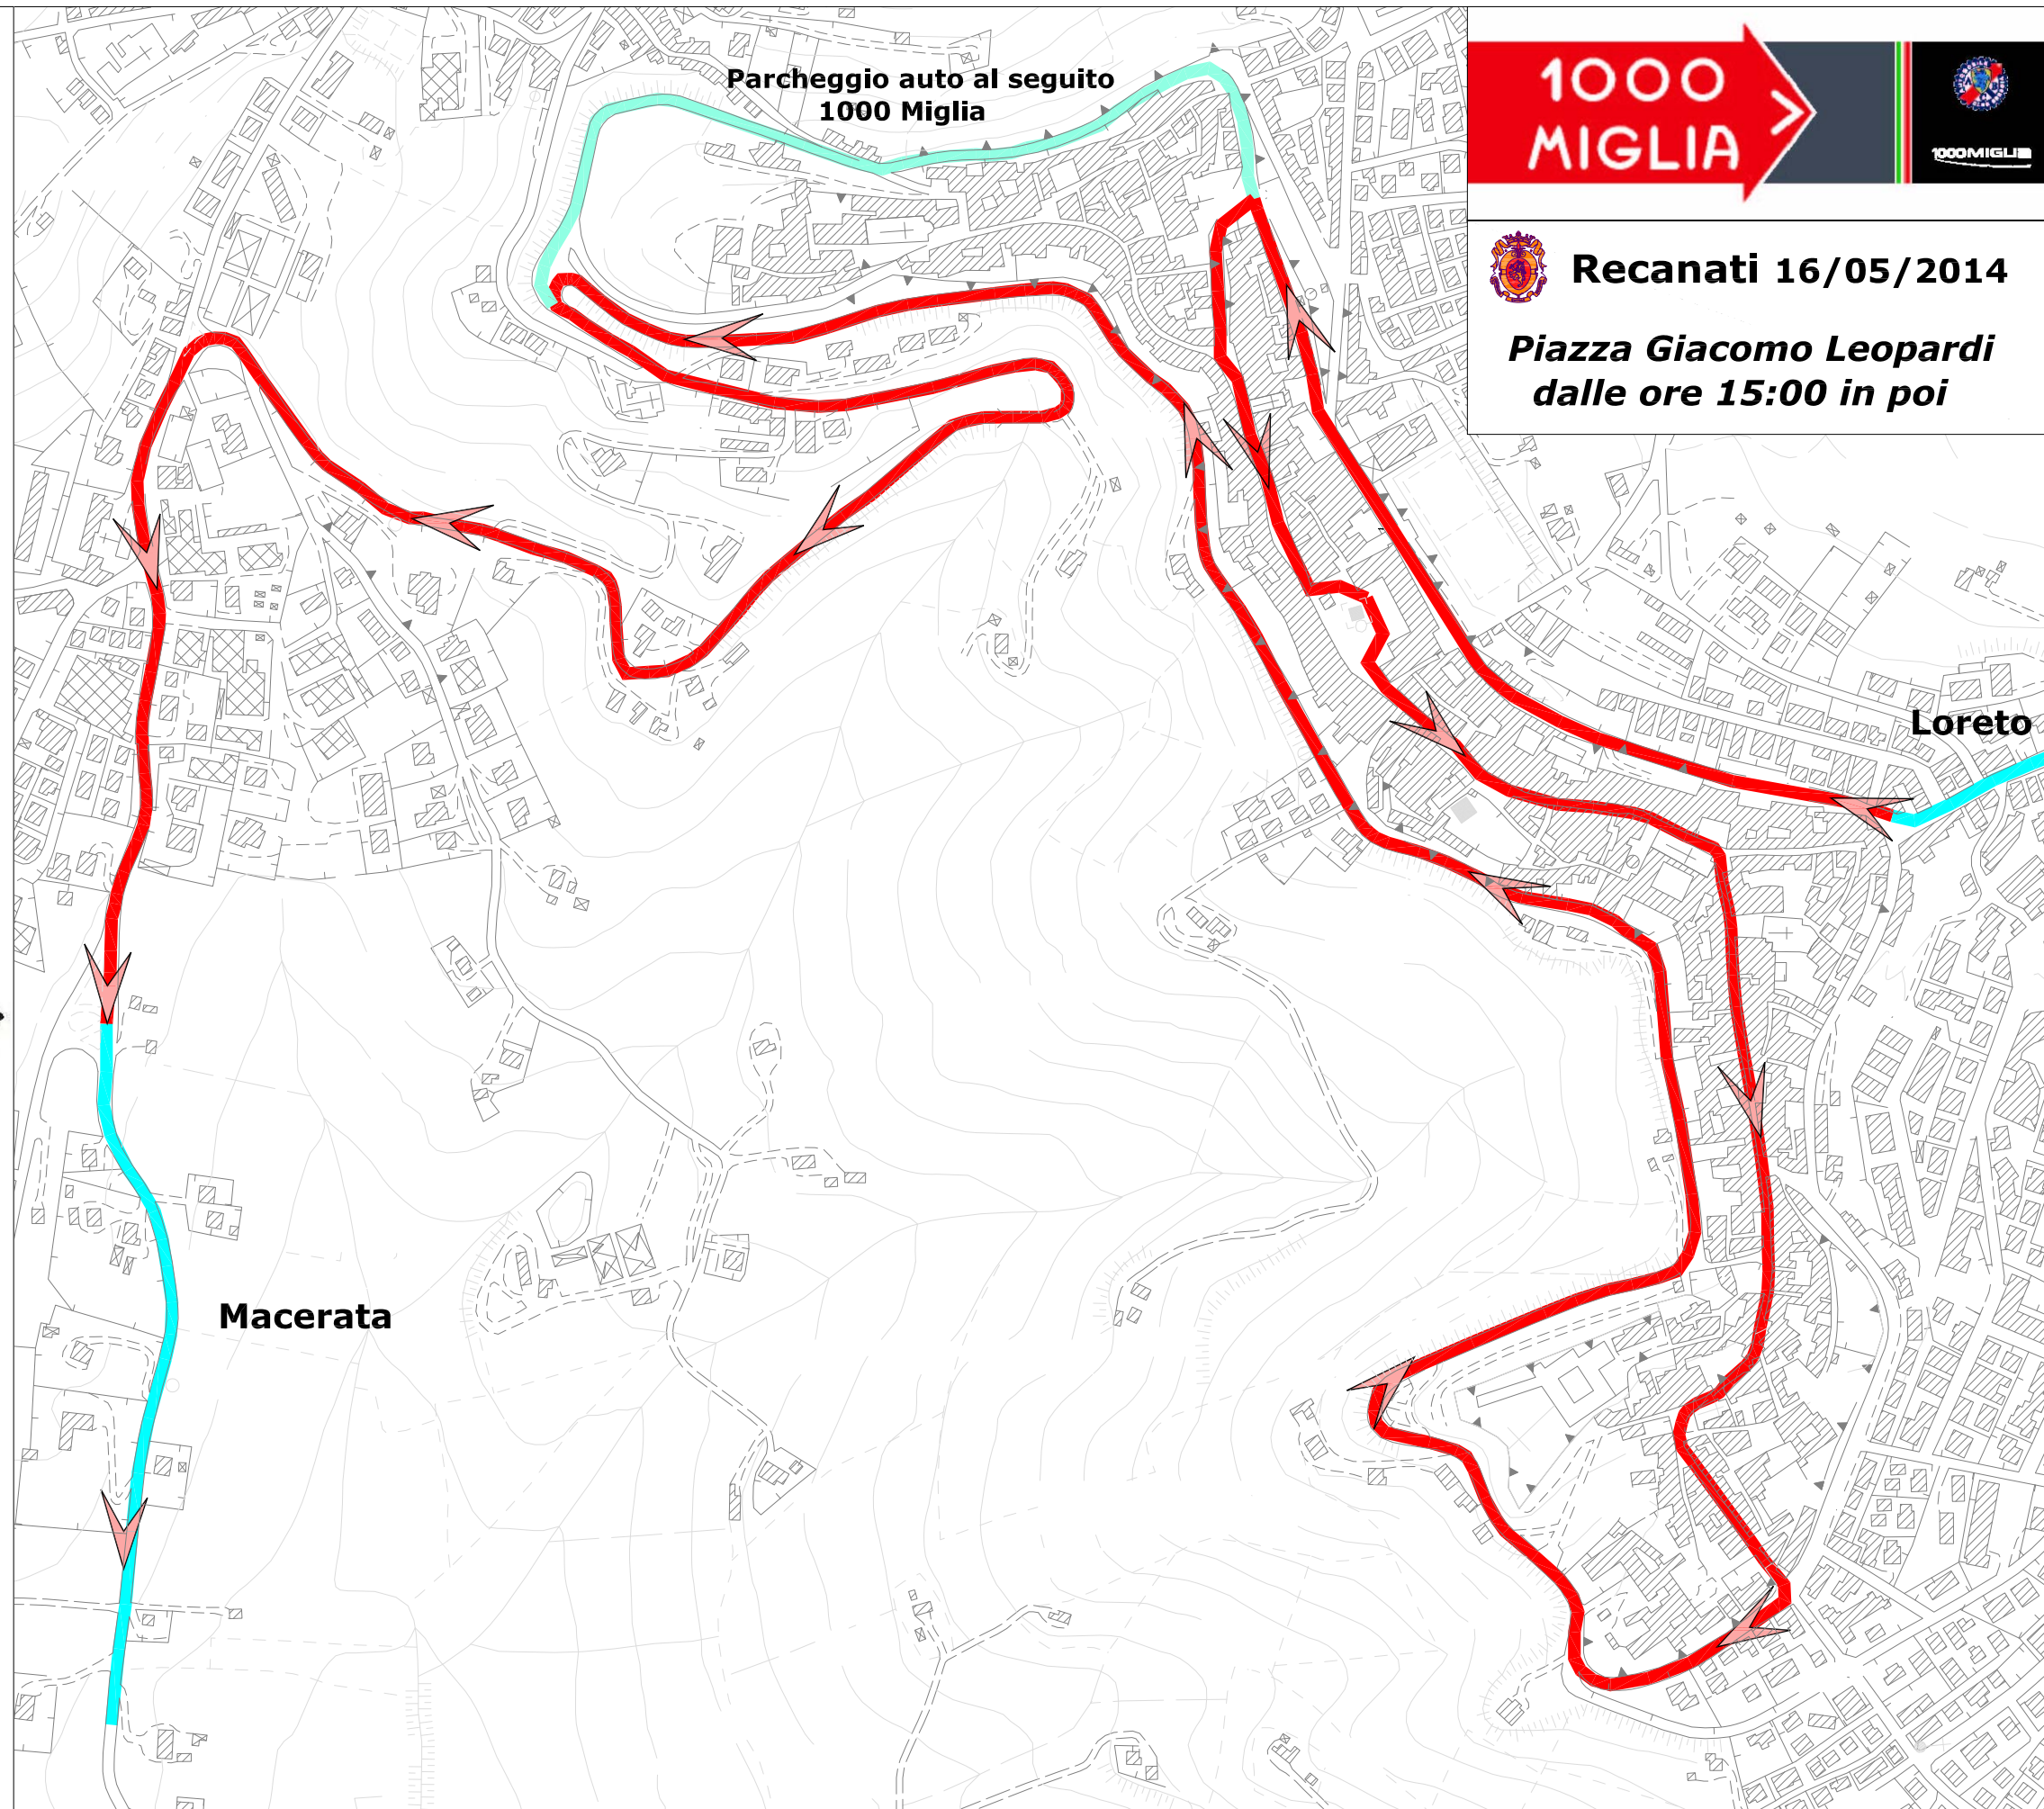 Parcheggio auto al seguito
1000 Miglia
1000
MIGLIA
1000MIGLIA
Recanati 16/05/2014
Piazza Giacomo Leopardi
dalle ore 15:00 in poi
Loreto
Macerata